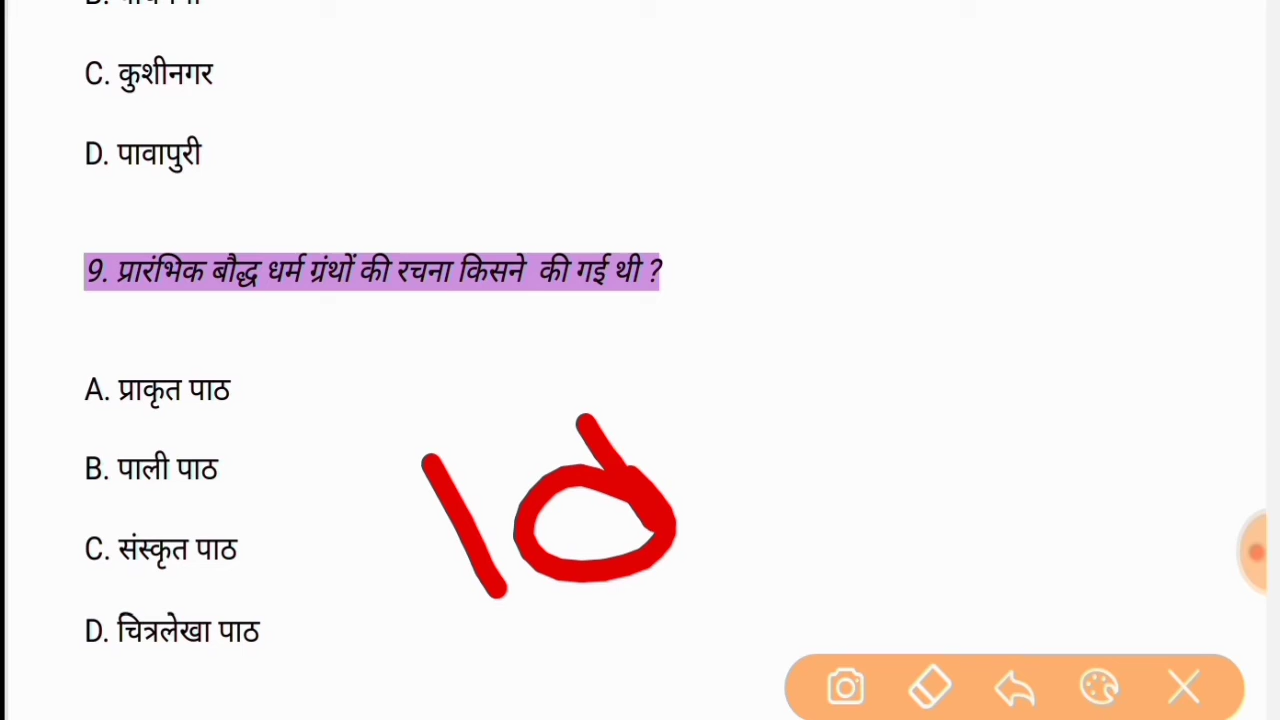 C. कुशीनगर
D. पावापुरी
9. प्रारंभिक बौद्ध धर्म ग्रंथों की रचना किसने की गई थी ?
A. प्राकृत पाठ
B. पाली पाठ
C. संस्कृत पाठ
D. चित्रलेखा पाठ
10